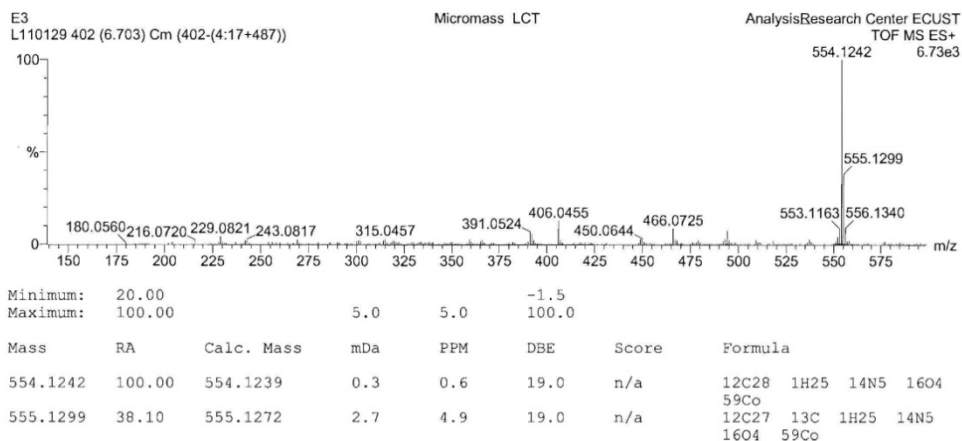 E3 Micromass LCT AnalysisResearch Center ECUST
L110129 402 (6.703) Cm (402-(4:17+487)) TOF MS ES+
554.1242 6.73e3
100
%
555.1299
180.0560 216.0720 229.0821 243.0817 315.0457 391.0524 406.0455 450.0644 466.0725 553.1163 556.1340
0 m/z
150 175 200 225 250 275 300 325 350 375 400 425 450 475 500 525 550 575
Minimum: 20.00 -1.5
Maximum: 100.00 5.0 5.0 100.0
Mass RA Calc. Mass mDa PPM DBE Score Formula
554.1242 100.00 554.1239 0.3 0.6 19.0 n/a 12C28 1H25 14N5 16O4
59Co
555.1299 38.10 555.1272 2.7 4.9 19.0 n/a 12C27 13C 1H25 14N5
16O4 59Co